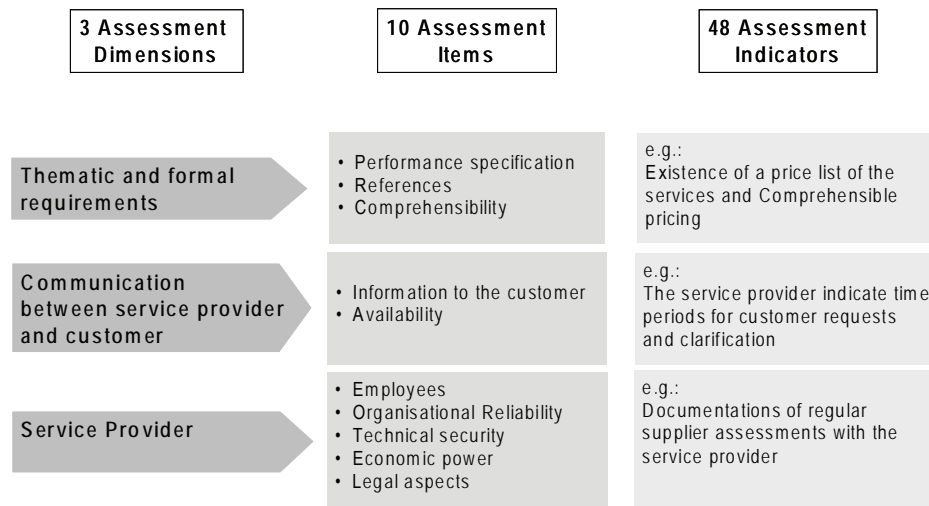 3 Assessment
Dimensions
10 Assessment
Items
48 Assessment
Indicators
Thematic and formal
requirements
• Performance specification
• References
• Comprehensibility
e.g.:
Existence of a price list of the
services and Comprehensible
pricing
Communication
between service provider
and customer
• Information to the customer
• Availability
e.g.:
The service provider indicate time
periods for customer requests
and clarification
Service Provider
• Employees
• Organisational Reliability
• Technical security
• Economic power
• Legal aspects
e.g.:
Documentations of regular
supplier assessments with the
service provider